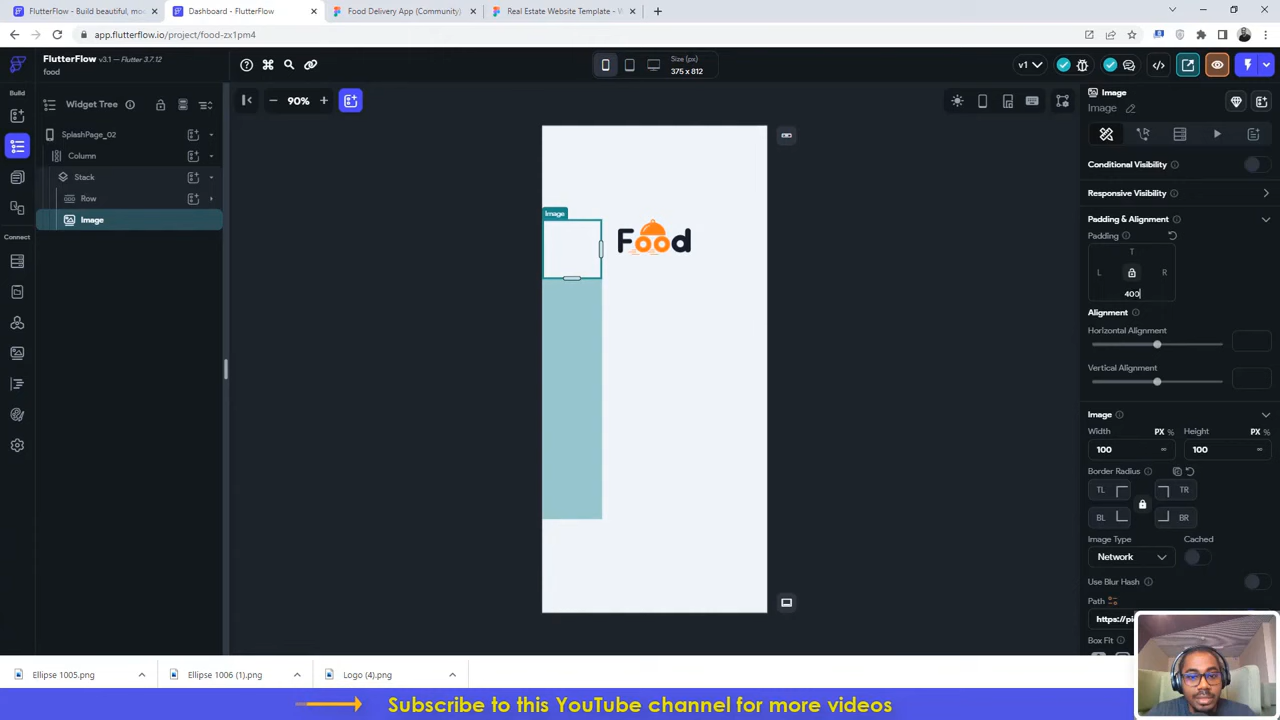 FlutterFlow - Build beautiful, mo
Dashboard - FlutterFlow
Food Delivery App (Community)
Real Estate Website Template - W
app.flutterflow.io/project/food-zx1pm4
FlutterFlow v3.1 — Flutter 3.7.12
food
Size (px)
375 x 812
v1
Build
Widget Tree
90%
Image
Image
SplashPage_02
Column
Stack
Row
Image
Connect
Conditional Visibility
Responsive Visibility
Padding & Alignment
Padding
T
L
R
400
Alignment
Horizontal Alignment
Vertical Alignment
Image
Width PX %
Height PX %
100
100
Border Radius
TL
TR
BL
BR
Image Type
Cached
Network
Use Blur Hash
Path
https://pi
Box Fit
Image
Food
Ellipse 1005.png
Ellipse 1006 (1).png
Logo (4).png
Subscribe to this YouTube channel for more videos